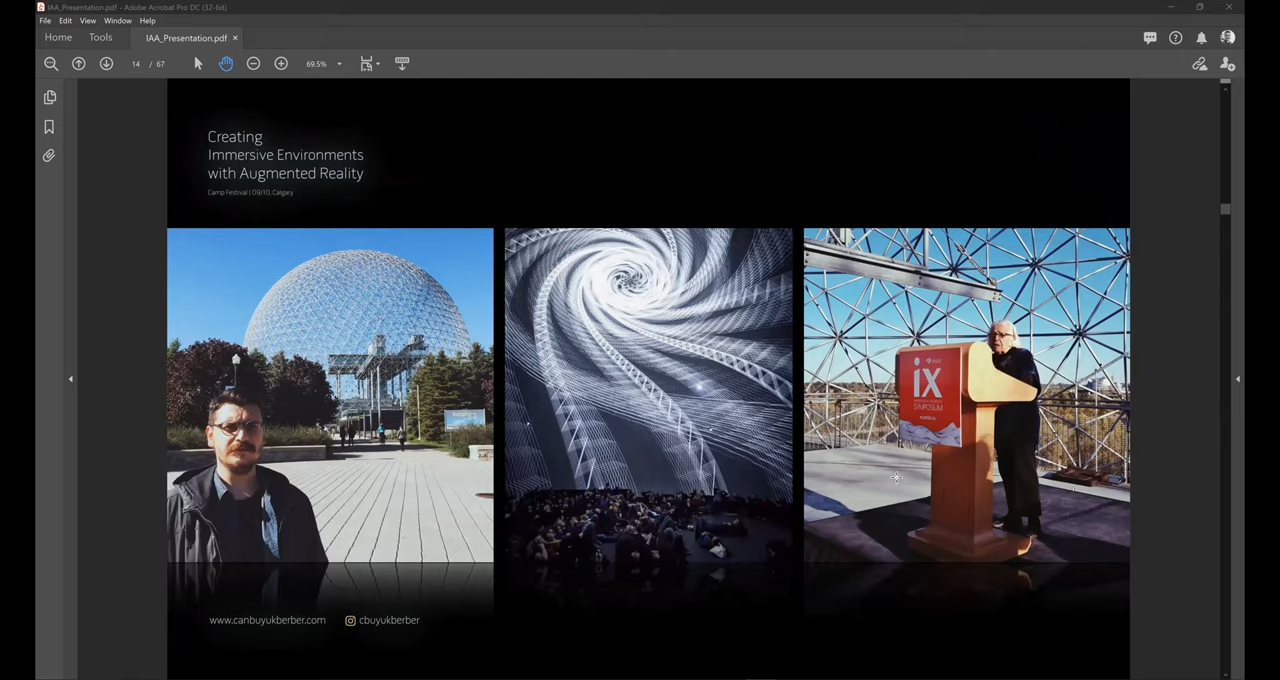 IAA_Presentation.pdf - Adobe Acrobat Pro DC (32-bit)
File Edit View Window Help
Home Tools IAA_Presentation.pdf ×
14 / 67 69.5%
Creating
Immersive Environments
with Augmented Reality
Camp Festival | 09/10, Calgary
iX
SYMPOSIUM
www.canbuyukberber.com cbuyukberber